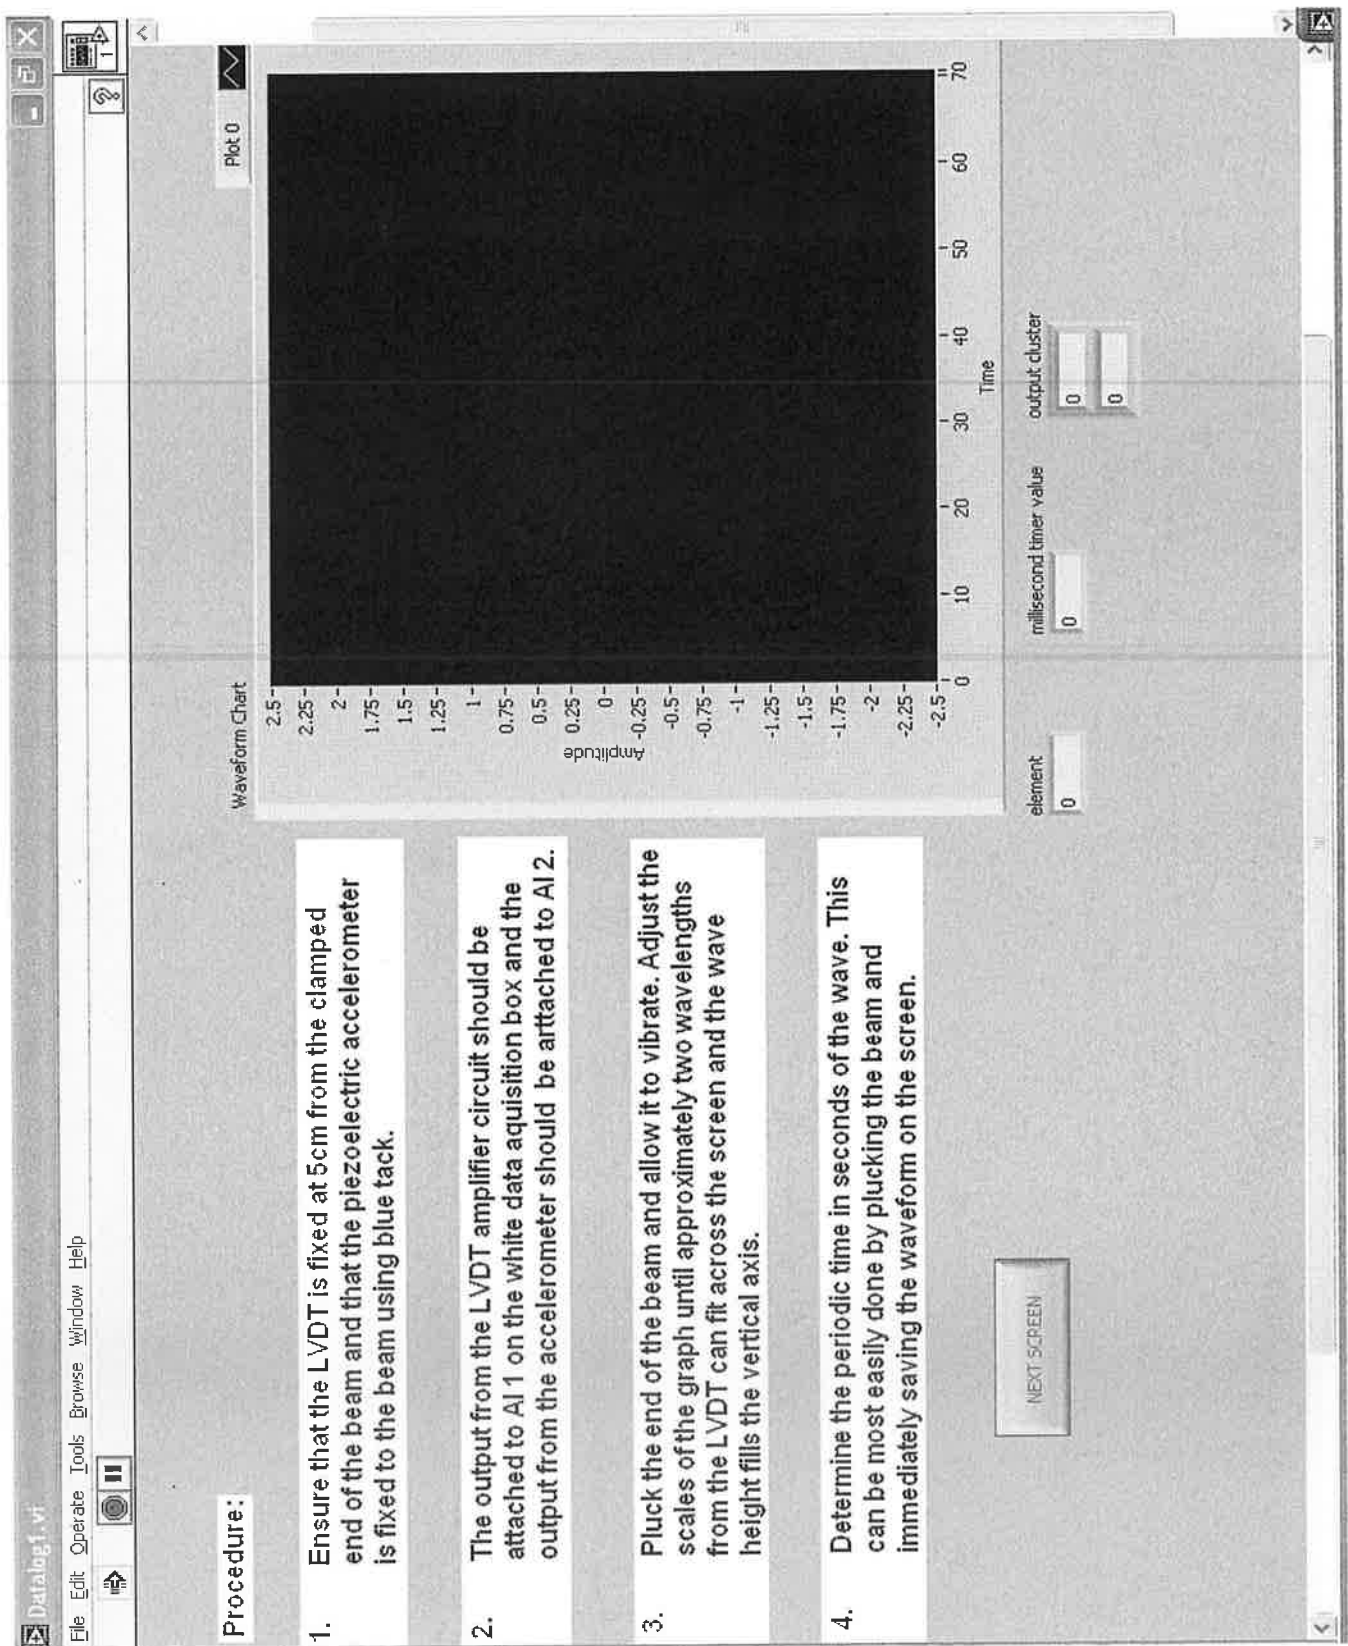 Datalog1.vi
File Edit Operate Tools Browse Window Help
1
Procedure:
1. Ensure that the LVDT is fixed at 5cm from the clamped
end of the beam and that the piezoelectric accelerometer
is fixed to the beam using blue tack.
2. The output from the LVDT amplifier circuit should be
attached to AI 1 on the white data aquisition box and the
output from the accelerometer should be arttached to AI 2.
3. Pluck the end of the beam and allow it to vibrate. Adjust the
scales of the graph until approximately two wavelengths
from the LVDT can fit across the screen and the wave
height fills the vertical axis.
4. Determine the periodic time in seconds of the wave. This
can be most easily done by plucking the beam and
immediately saving the waveform on the screen.
NEXT SCREEN
Waveform Chart
Plot 0
2.5
2.25
2
1.75
1.5
1.25
1
0.75
0.5
0.25
0
-0.25
-0.5
-0.75
-1
-1.25
-1.5
-1.75
-2
-2.25
-2.5
Amplitude
0 10 20 30 40 50 60 70
Time
element
0
millisecond timer value
0
output cluster
0
0